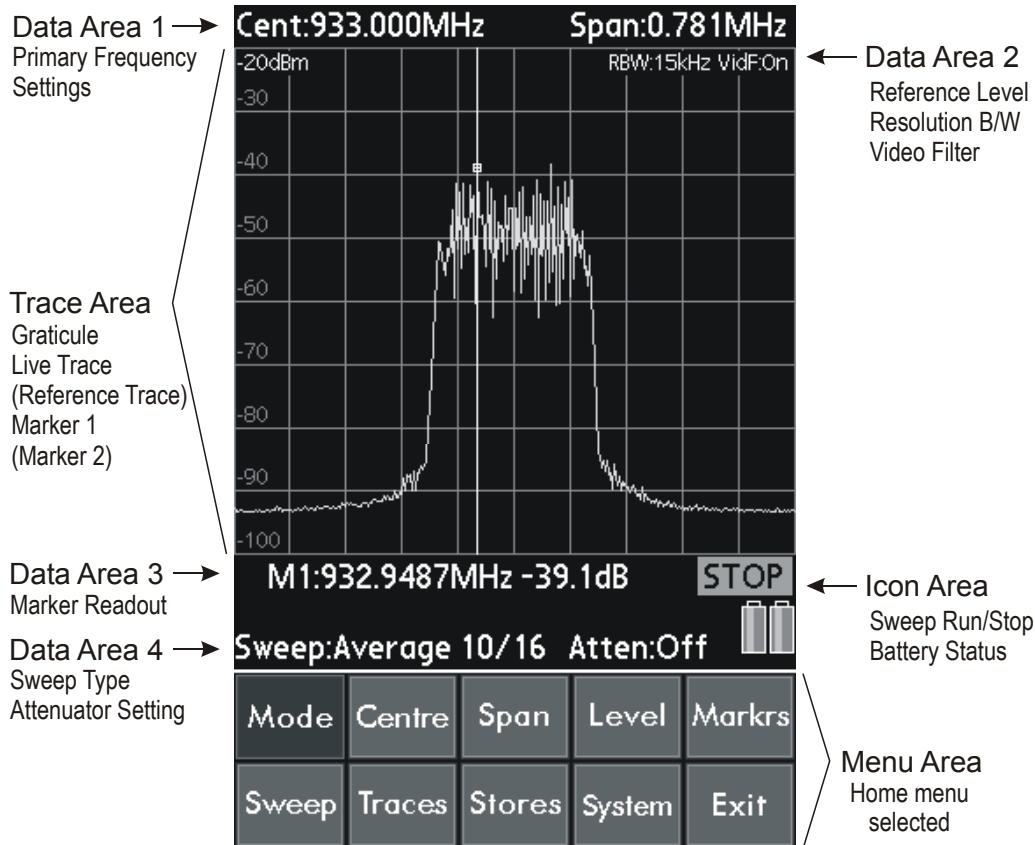 Data Area 1
Primary Frequency
Settings
Cent:933.000MHz Span:0.781MHz
-20dBm RBW:15kHz VidF:On
-30
-40
-50
-60
-70
-80
-90
-100
Data Area 2
Reference Level
Resolution B/W
Video Filter
Trace Area
Graticule
Live Trace
(Reference Trace)
Marker 1
(Marker 2)
Data Area 3
Marker Readout
M1:932.9487MHz -39.1dB STOP
Icon Area
Sweep Run/Stop
Battery Status
Data Area 4
Sweep Type
Attenuator Setting
Sweep:Average 10/16 Atten:Off
Mode Centre Span Level Markrs
Sweep Traces Stores System Exit
Menu Area
Home menu
selected